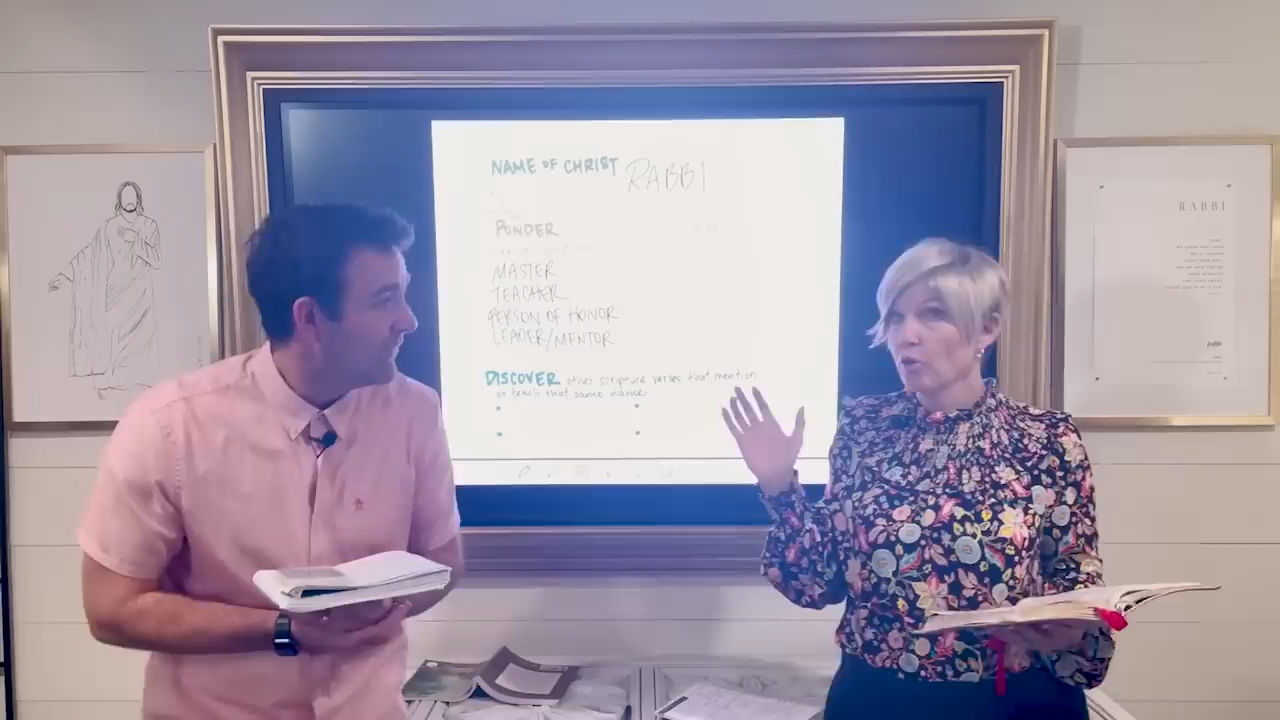 NAME OF CHRIST RABBI
PONDER
MASTER
TEACHER
PERSON OF HONOR
LEADER/MENTOR
DISCOVER other scripture verses that mention
or teach that same name
RABBI